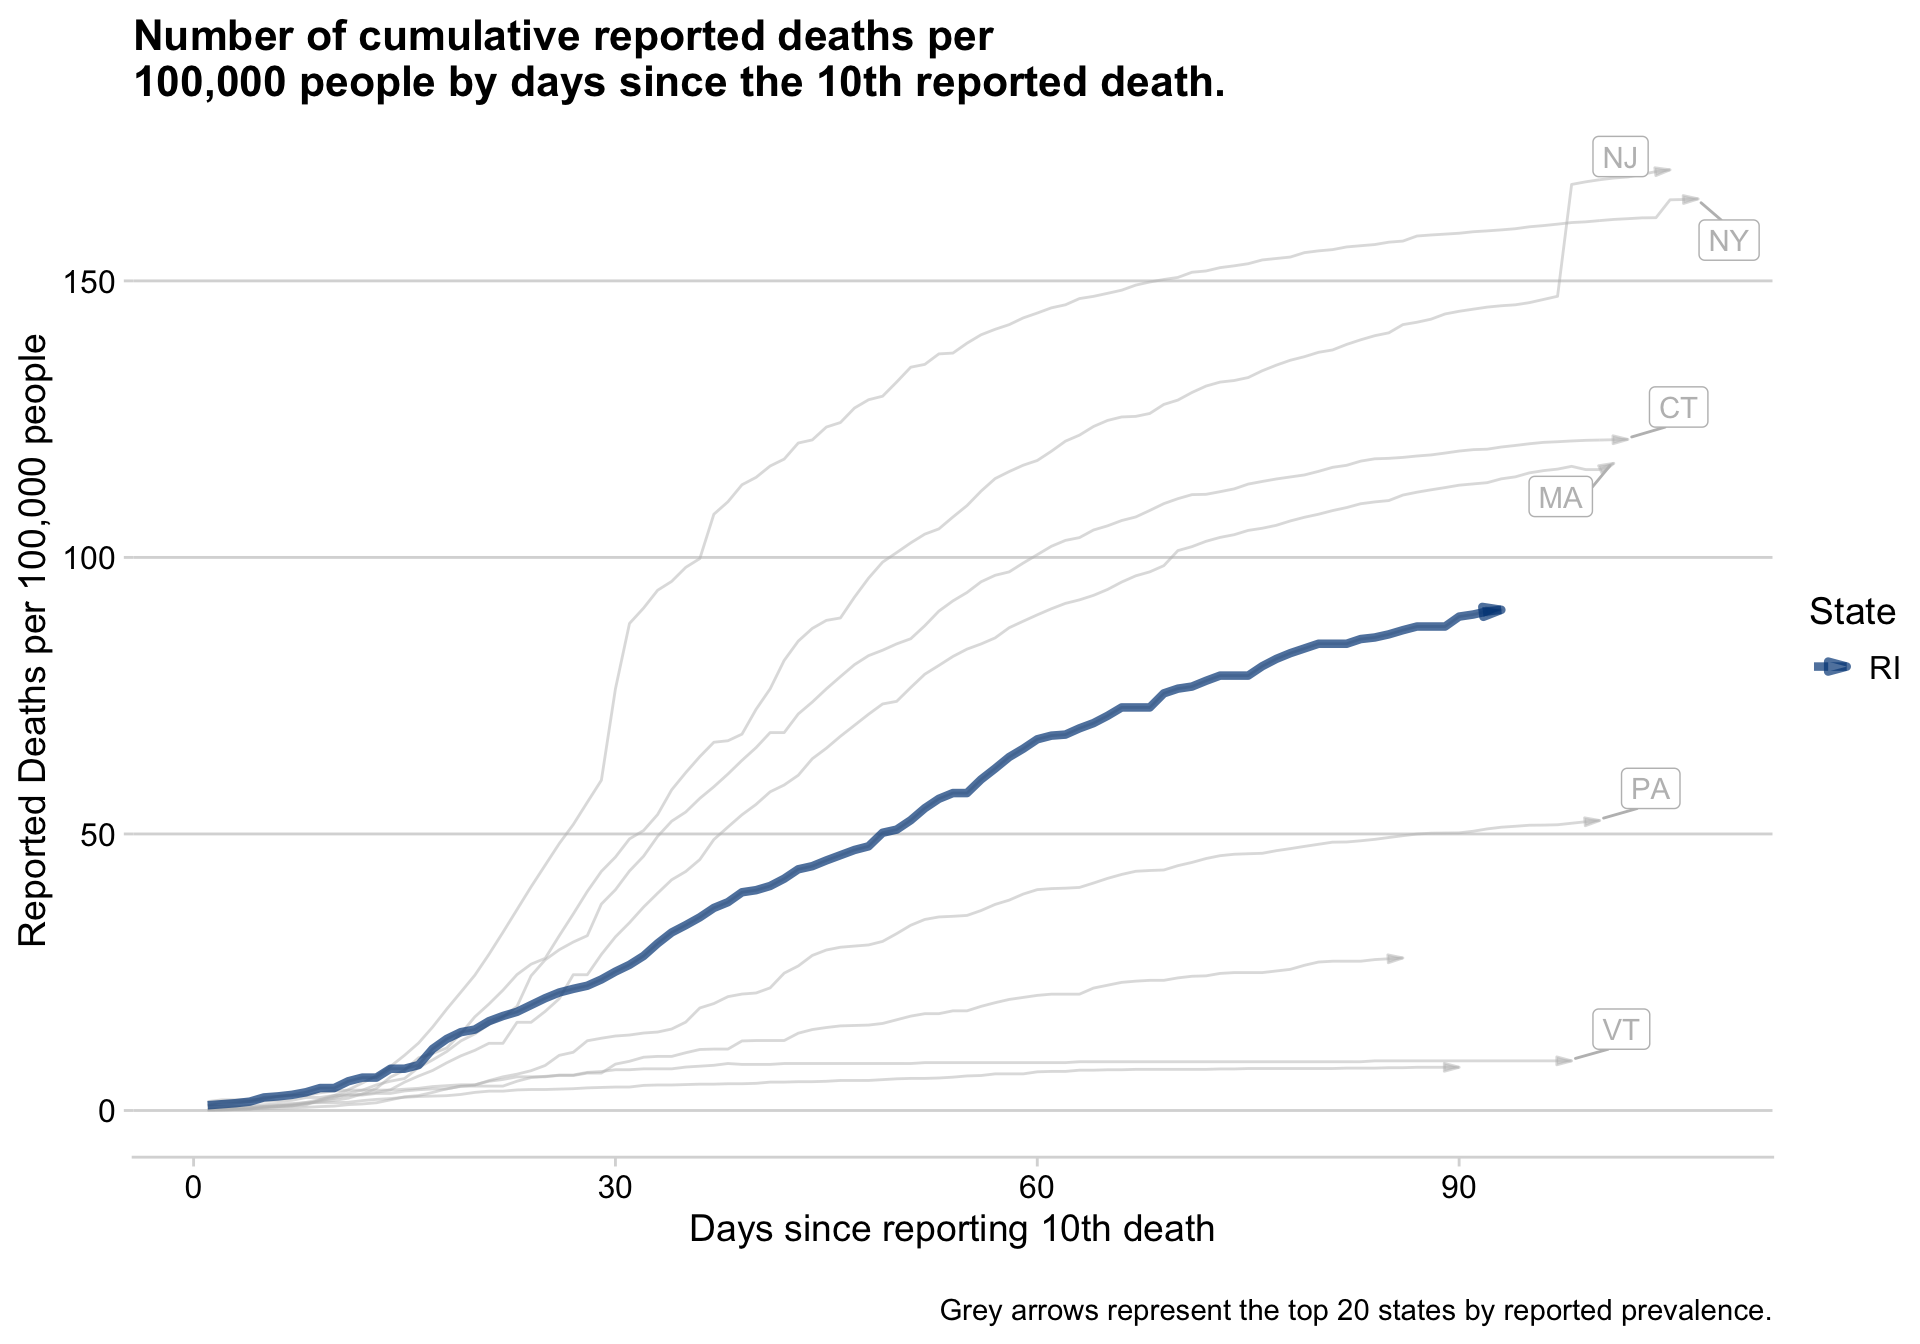 Number of cumulative reported deaths per
100,000 people by days since the 10th reported death.
Reported Deaths per 100,000 people
150
100
50
0
NJ
NY
CT
MA
PA
VT
State
RI
0
30
60
90
Days since reporting 10th death
Grey arrows represent the top 20 states by reported prevalence.